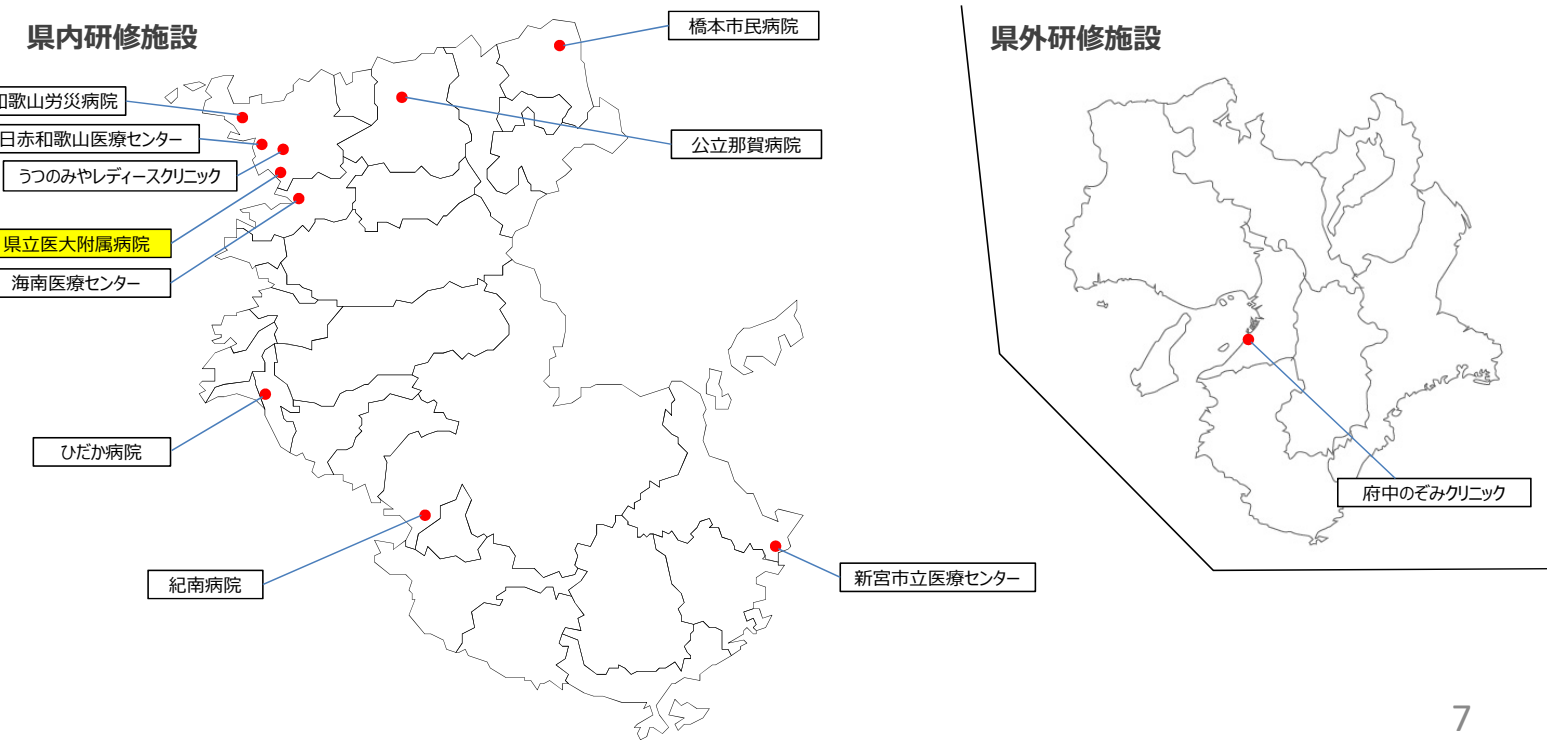 県内研修施設
橋本市民病院
県外研修施設
和歌山労災病院
日赤和歌山医療センター
公立那賀病院
うつのみやレディースクリニック
県立医大附属病院
海南医療センター
ひだか病院
府中のぞみクリニック
紀南病院
新宮市立医療センター
7